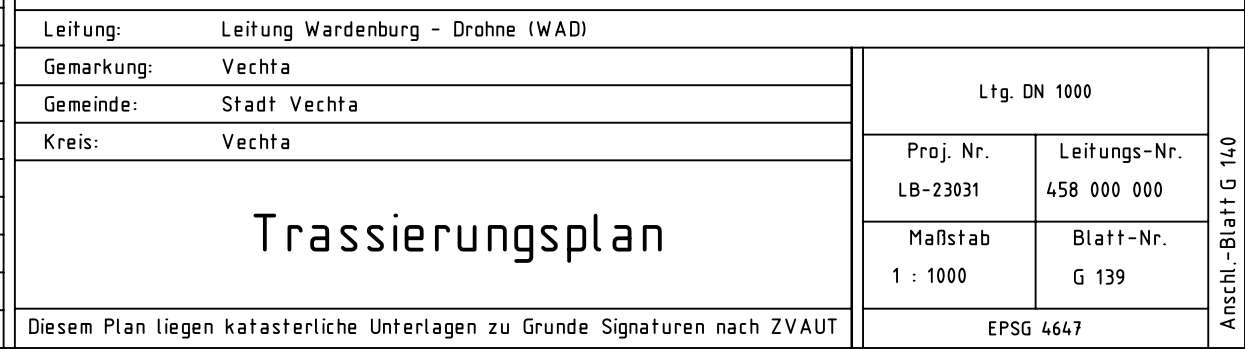 Leitung: Leitung Wardenburg - Drohne (WAD)
Gemarkung: Vechta
Gemeinde: Stadt Vechta
Kreis: Vechta
Trassierungsplan
Diesem Plan liegen katasterliche Unterlagen zu Grunde Signaturen nach ZVAUT
Ltg. DN 1000
Proj. Nr. Leitungs-Nr.
LB-23031 458 000 000
Maßstab Blatt-Nr.
1 : 1000 G 139
EPSG 4647
Anschl.-Blatt G 140